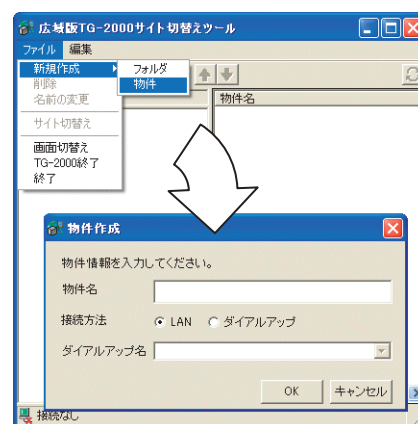 広域版TG-2000サイト切替えツール
ファイル 編集
新規作成 フォルダ
削除 物件
名前の変更 物件名
サイト切替え
画面切替え
TG-2000終了
終了
物件作成
物件情報を入力してください。
物件名
接続方法 LAN ダイアルアップ
ダイアルアップ名
OK キャンセル
接続なし